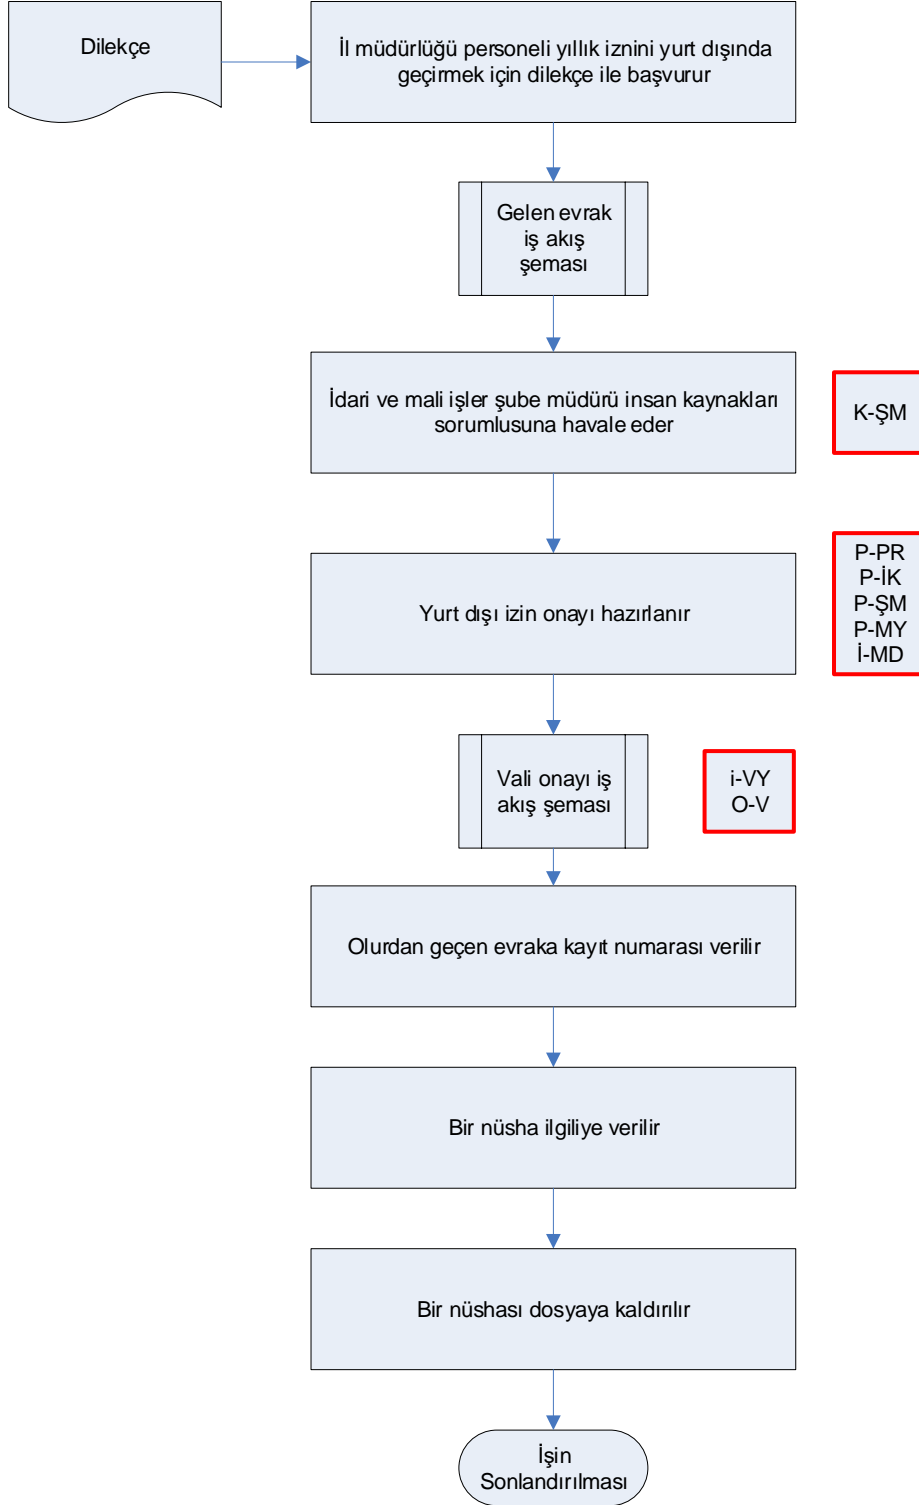 Dilekçe
İl müdürlüğü personeli yıllık iznini yurt dışında
geçirmek için dilekçe ile başvurur
Gelen evrak
iş akış
şeması
İdari ve mali işler şube müdürü insan kaynakları
sorumlusuna havale eder
K-ŞM
Yurt dışı izin onayı hazırlanır
P-PR
P-İK
P-ŞM
P-MY
İ-MD
Vali onayı iş
akış şeması
i-VY
O-V
Olurdan geçen evraka kayıt numarası verilir
Bir nüsha ilgiliye verilir
Bir nüshası dosyaya kaldırılır
İşin
Sonlandırılması